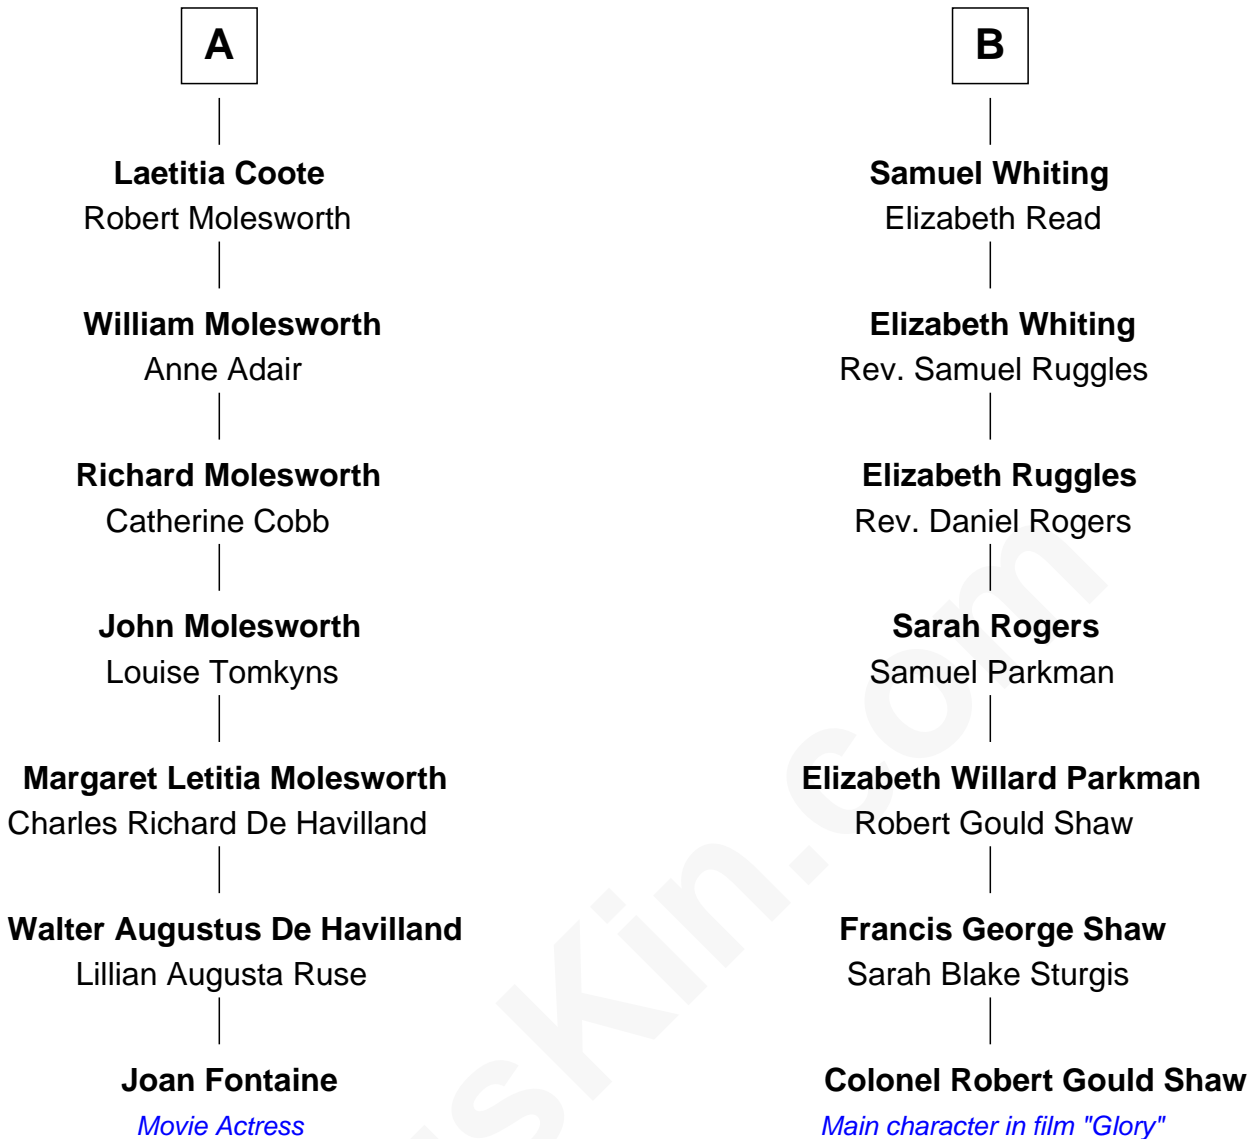 A
Laetitia Coote
Robert Molesworth
William Molesworth
Anne Adair
Richard Molesworth
Catherine Cobb
John Molesworth
Louise Tomkyns
Margaret Letitia Molesworth
Charles Richard De Havilland
Walter Augustus De Havilland
Lillian Augusta Ruse
Joan Fontaine
Movie Actress
B
Samuel Whiting
Elizabeth Read
Elizabeth Whiting
Rev. Samuel Ruggles
Elizabeth Ruggles
Rev. Daniel Rogers
Sarah Rogers
Samuel Parkman
Elizabeth Willard Parkman
Robert Gould Shaw
Francis George Shaw
Sarah Blake Sturgis
Colonel Robert Gould Shaw
Main character in film "Glory"